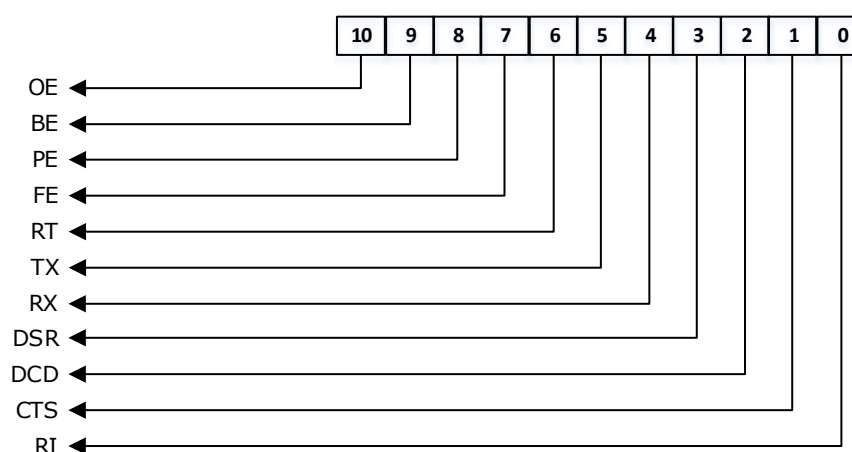 10 9 8 7 6 5 4 3 2 1 0
OE
BE
PE
FE
RT
TX
RX
DSR
DCD
CTS
RI